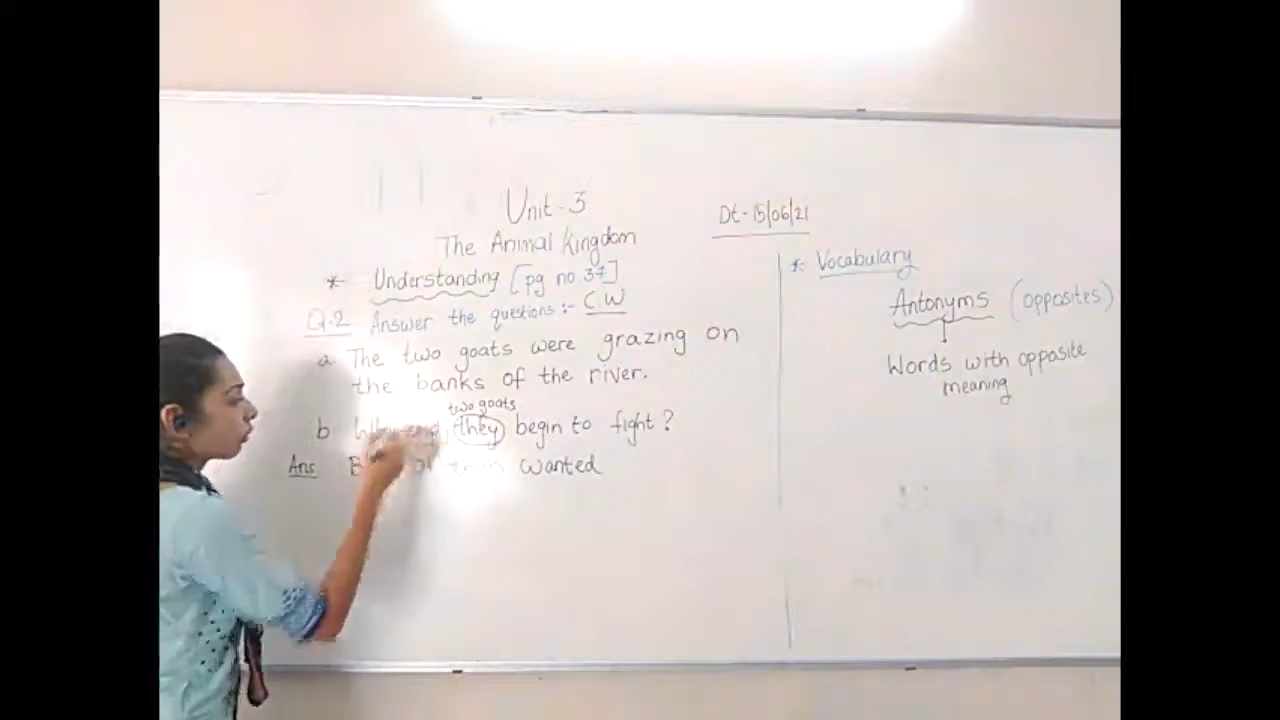 Unit-3
The Animal Kingdom
* Understanding [pg no.37]
Q.2 Answer the questions :- C.W
a The two goats were grazing on
the banks of the river.
two goats
b they begin to fight?
Ans wanted
Dt-15/06/21
* Vocabulary
Antonyms (opposites)
Words with opposite
meaning